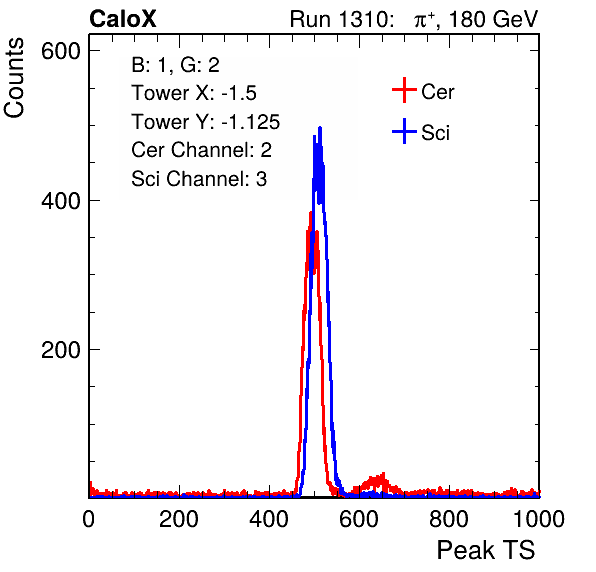 CaloX Run 1310: π⁺, 180 GeV
Counts
600
400
200
B: 1, G: 2
Tower X: -1.5
Tower Y: -1.125
Cer Channel: 2
Sci Channel: 3
Cer
Sci
0 200 400 600 800 1000
Peak TS